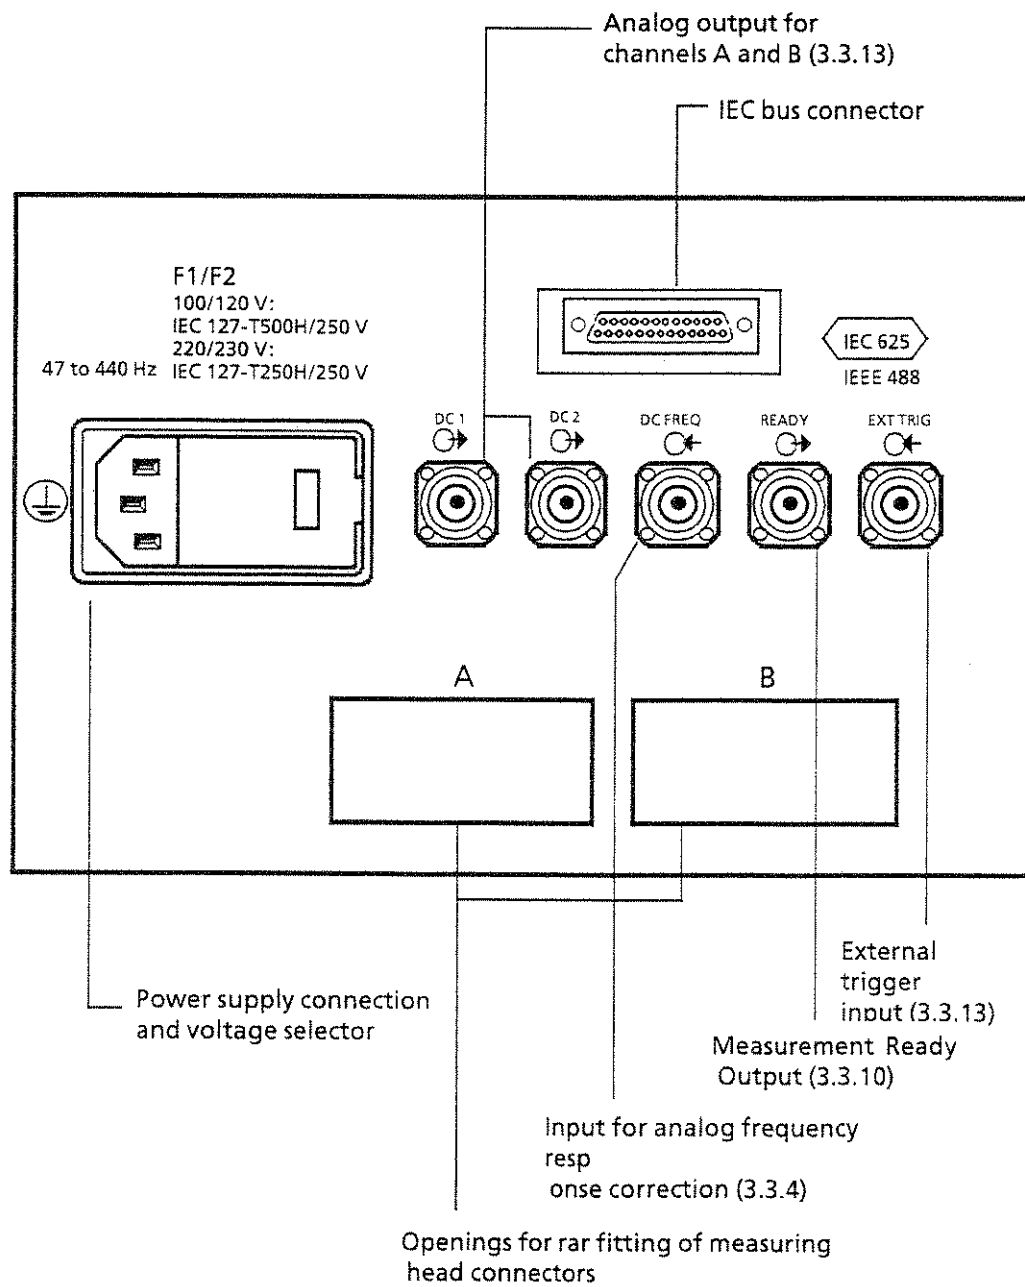 Analog output for
channels A and B (3.3.13)
IEC bus connector
F1/F2
100/120 V:
IEC 127-T500H/250 V
220/230 V:
47 to 440 Hz IEC 127-T250H/250 V
IEC 625
IEEE 488
DC 1
DC 2
DC FREQ
READY
EXT TRIG
A
B
External
trigger
input (3.3.13)
Power supply connection
and voltage selector
Measurement Ready
Output (3.3.10)
Input for analog frequency
resp
onse correction (3.3.4)
Openings for rar fitting of measuring
head connectors